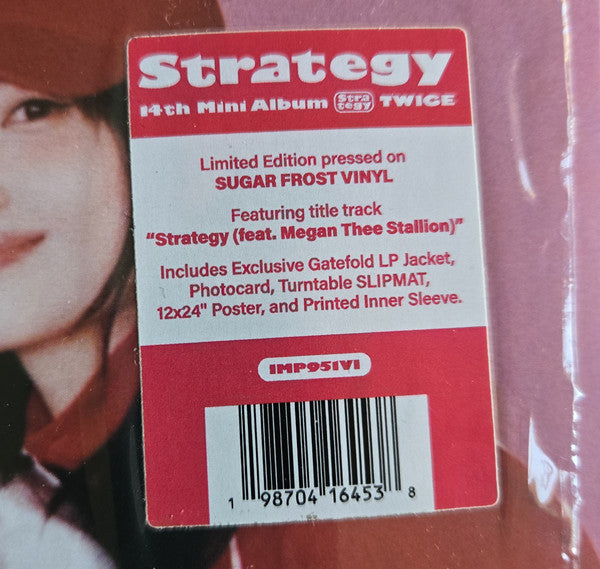 Strategy
14th Mini Album Strategy TWICE
Limited Edition pressed on
SUGAR FROST VINYL
Featuring title track
“Strategy (feat. Megan Thee Stallion)”
Includes Exclusive Gatefold LP Jacket,
Photocard, Turntable SLIPMAT,
12x24" Poster, and Printed Inner Sleeve.
IMP951V1
1 98704 16453 8